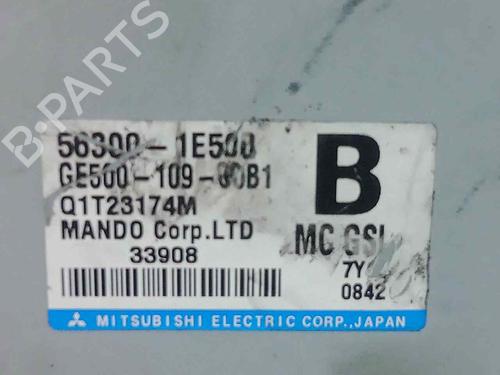 B-PARTS
56300-1E500
GE500-109-00B1
Q1T23174M
MANDO Corp.LTD
33908
B
MC GSL
7Y
0842
MITSUBISHI ELECTRIC CORP.,JAPAN